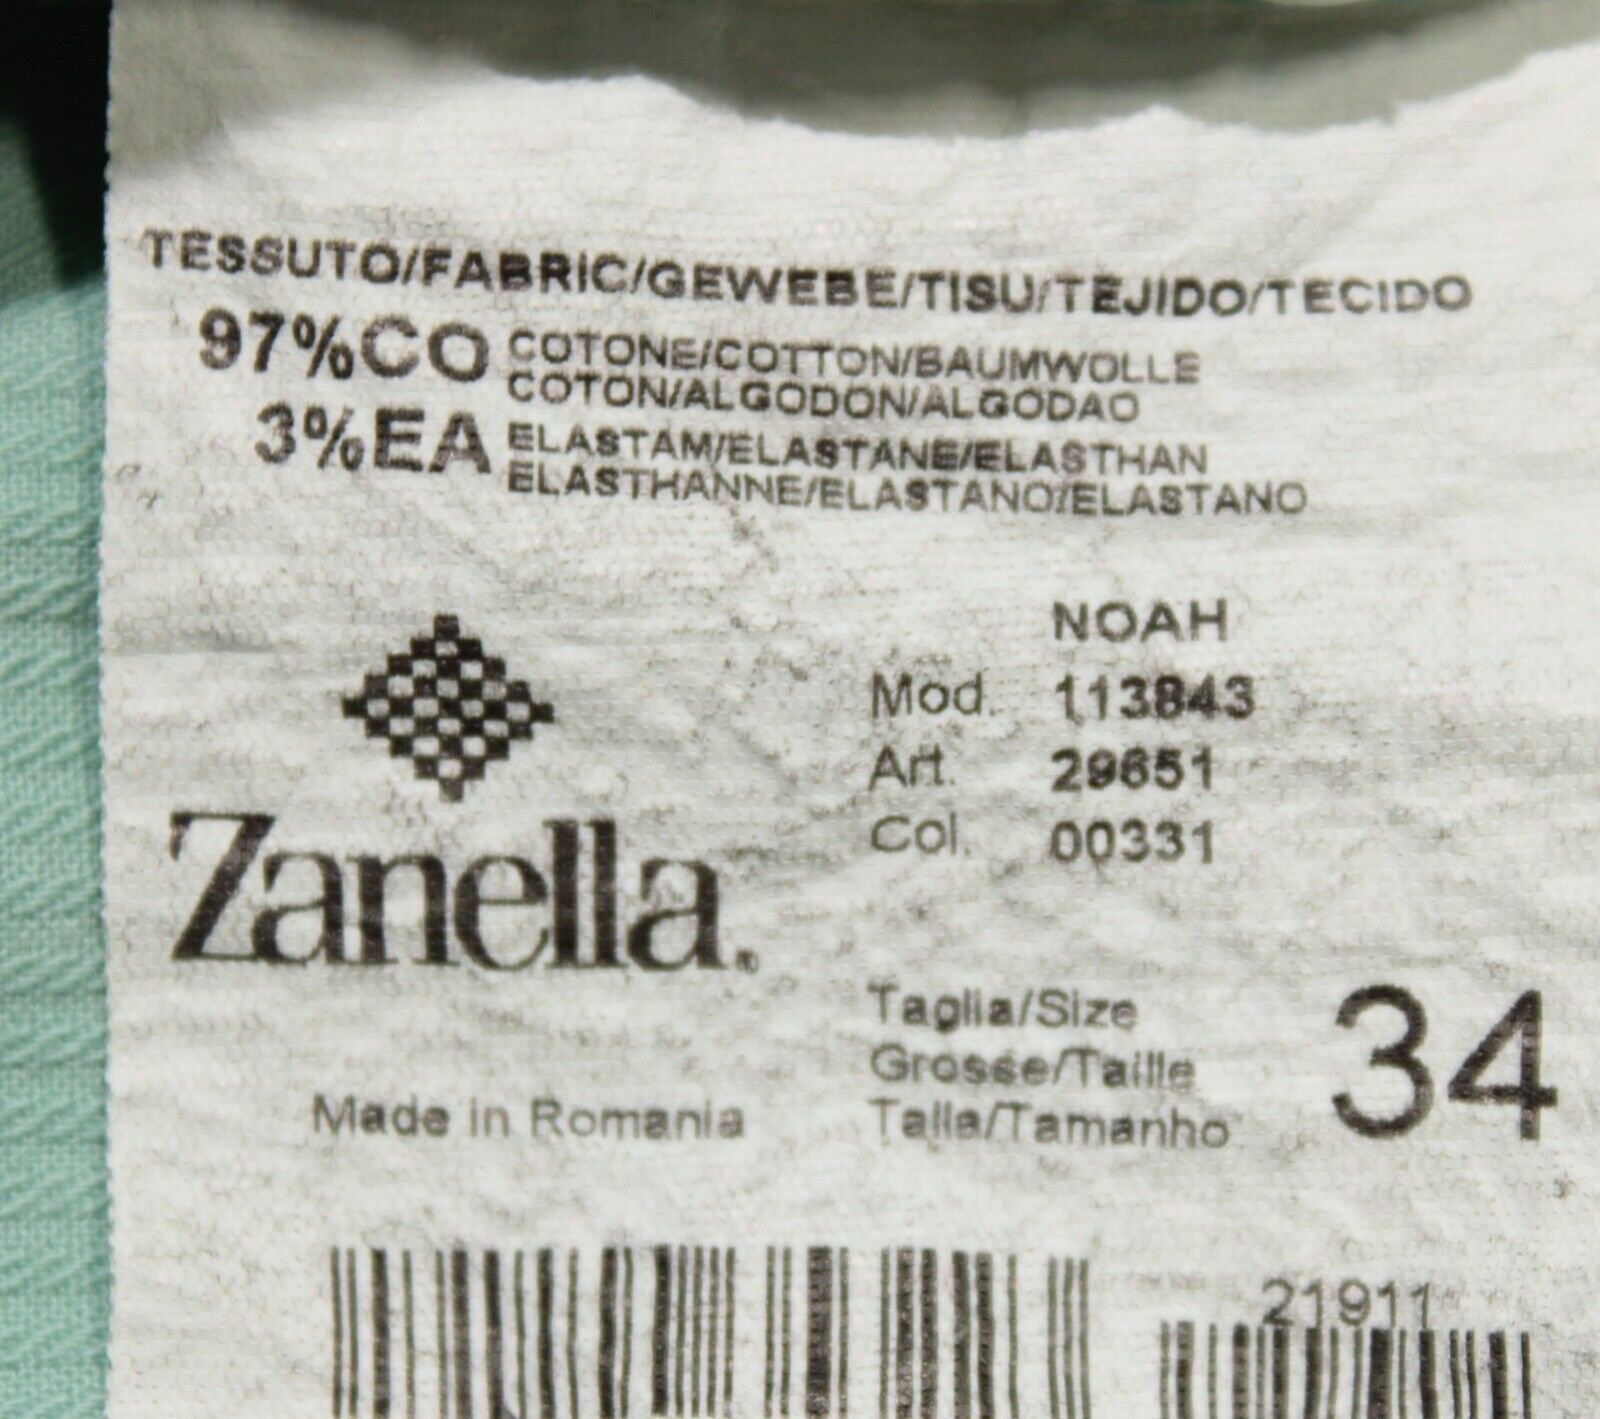 TESSUTO/FABRIC/GEWEBE/TISU/TEJIDO/TECIDO
97%CO COTONE/COTTON/BAUMWOLLE
COTON/ALGODON/ALGODAO
3%EA ELASTAM/ELASTANE/ELASTHAN
ELASTHANNE/ELASTANO/ELASTANO
NOAH
Mod. 113843
Art. 29651
Col. 00331
Zanella®
Taglia/Size
Grosse/Taille
Talla/Tamanho
34
Made in Romania
21911